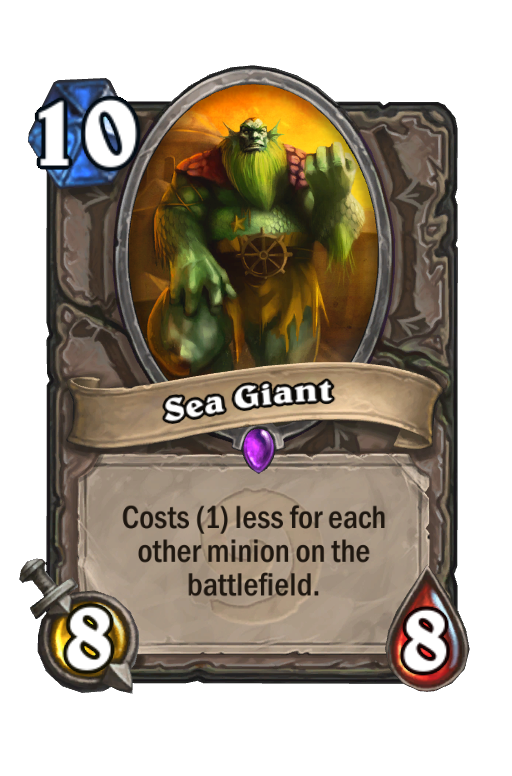 10
Sea Giant
Costs (1) less for each
other minion on the
battlefield.
8
8